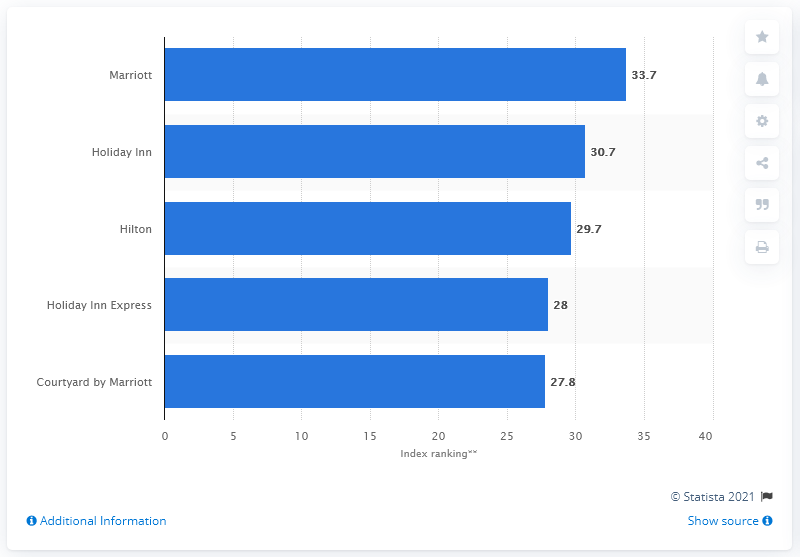 Marriott
33.7
Holiday Inn
30.7
Hilton
29.7
Holiday Inn Express
28
Courtyard by Marriott
27.8
0 5 10 15 20 25 30 35 40
Index ranking**
© Statista 2021
Additional Information
Show source